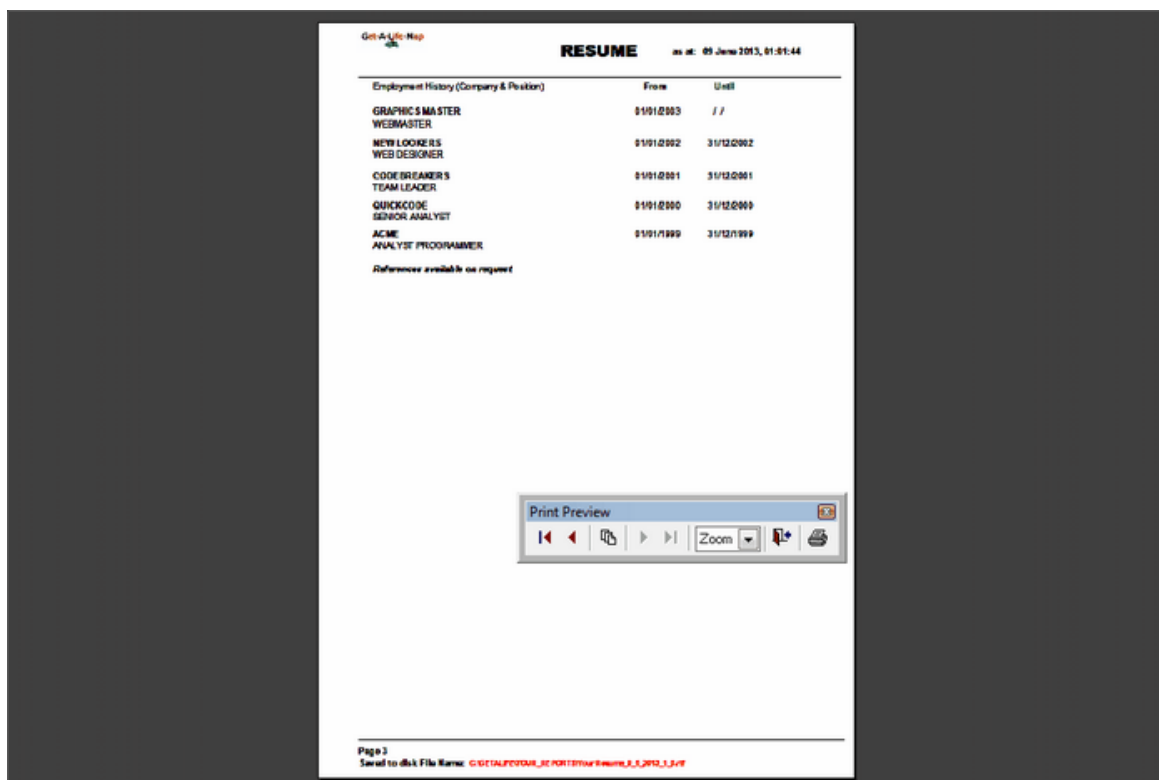 Get-A-Life-Map
RESUME as at: 09 June 2013, 01:01:44
Employment History (Company & Position) From Until
GRAPHICS MASTER 01/01/2003 / /
WEBMASTER
NEW LOOKERS 01/01/2002 31/12/2002
WEB DESIGNER
CODEBREAKERS 01/01/2001 31/12/2001
TEAM LEADER
QUICKCODE 01/01/2000 31/12/2000
SENIOR ANALYST
ACME 01/01/1999 31/12/1999
ANALYST PROGRAMMER
References available on request
Print Preview
Zoom
Page 3
Saved to disk File Name: